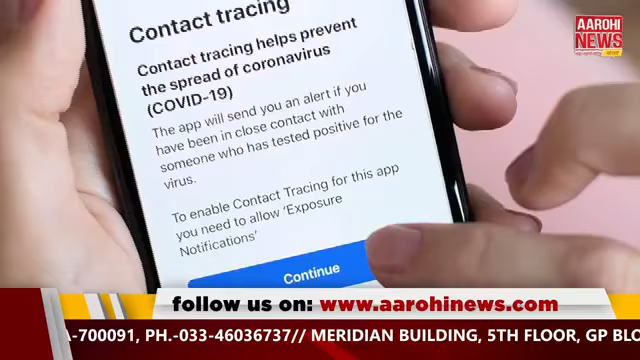 Contact tracing
Contact tracing helps prevent
the spread of coronavirus
(COVID-19)
The app will send you an alert if you
have been in close contact with
someone who has tested positive for the
virus.
To enable Contact Tracing for this app
you need to allow ‘Exposure
Notifications’
Continue
AAROHI
NEWS
follow us on: www.aarohinews.com
A-700091, PH.-033-46036737// MERIDIAN BUILDING, 5TH FLOOR, GP BLO